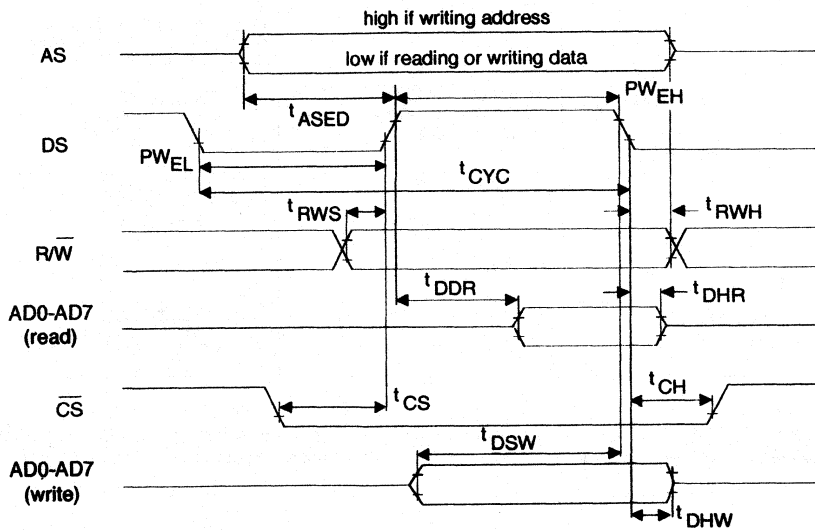 high if writing address
AS
low if reading or writing data
tASED
PWEH
DS
PWEL
tCYC
tRWS
tRWH
R/W̅
tDDR
tDHR
AD0-AD7
(read)
C̅S̅
tCS
tCH
tDSW
AD0-AD7
(write)
tDHW